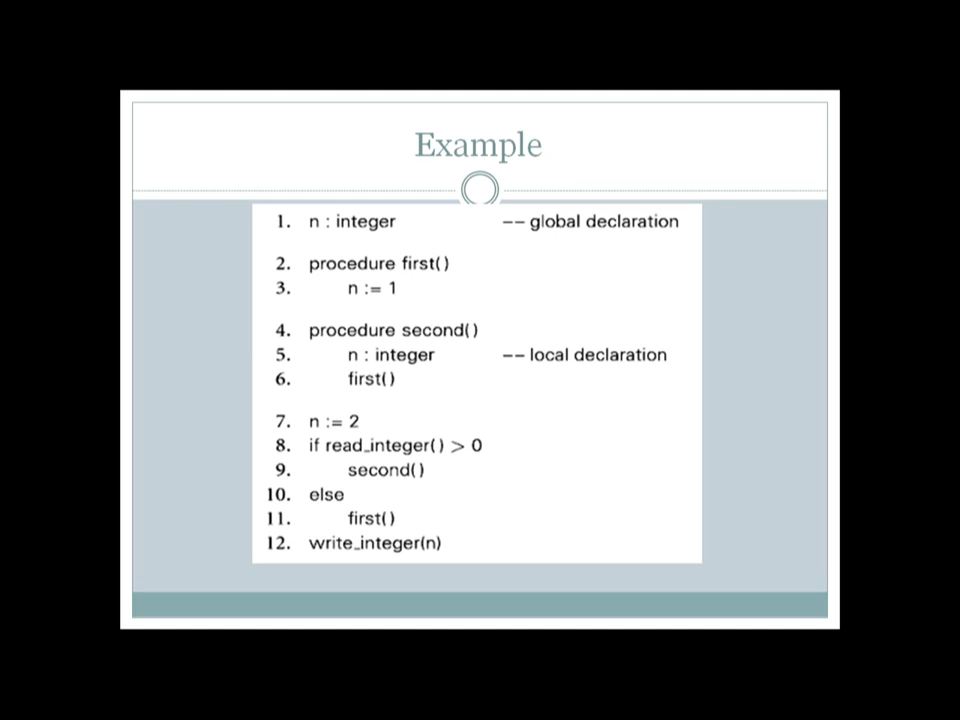 Example
1. n : integer -- global declaration
2. procedure first()
3. n := 1
4. procedure second()
5. n : integer -- local declaration
6. first()
7. n := 2
8. if read_integer() > 0
9. second()
10. else
11. first()
12. write_integer(n)